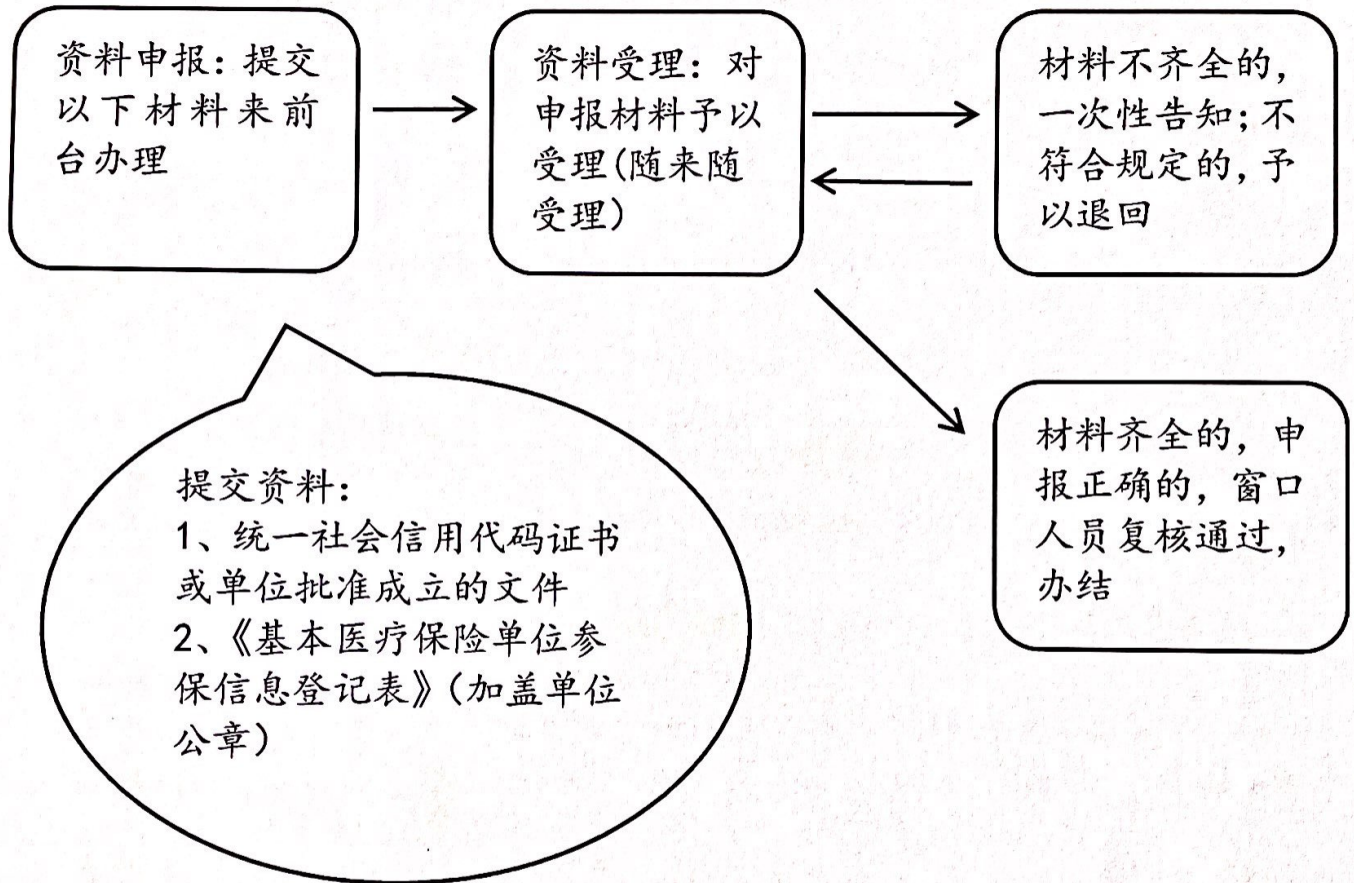 资料申报：提交
以下材料来前
台办理
资料受理：对
申报材料予以
受理(随来随
受理)
材料不齐全的，
一次性告知；不
符合规定的，予
以退回
材料齐全的，申
报正确的，窗口
人员复核通过，
办结
提交资料：
1、统一社会信用代码证书
或单位批准成立的文件
2、《基本医疗保险单位参
保信息登记表》(加盖单位
公章)